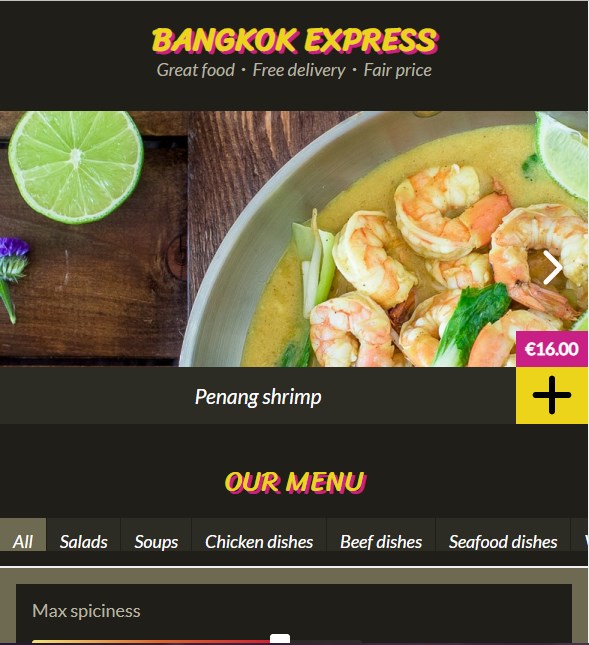 BANGKOK EXPRESS
Great food · Free delivery · Fair price
€16.00
Penang shrimp
OUR MENU
All Salads Soups Chicken dishes Beef dishes Seafood dishes
Max spiciness